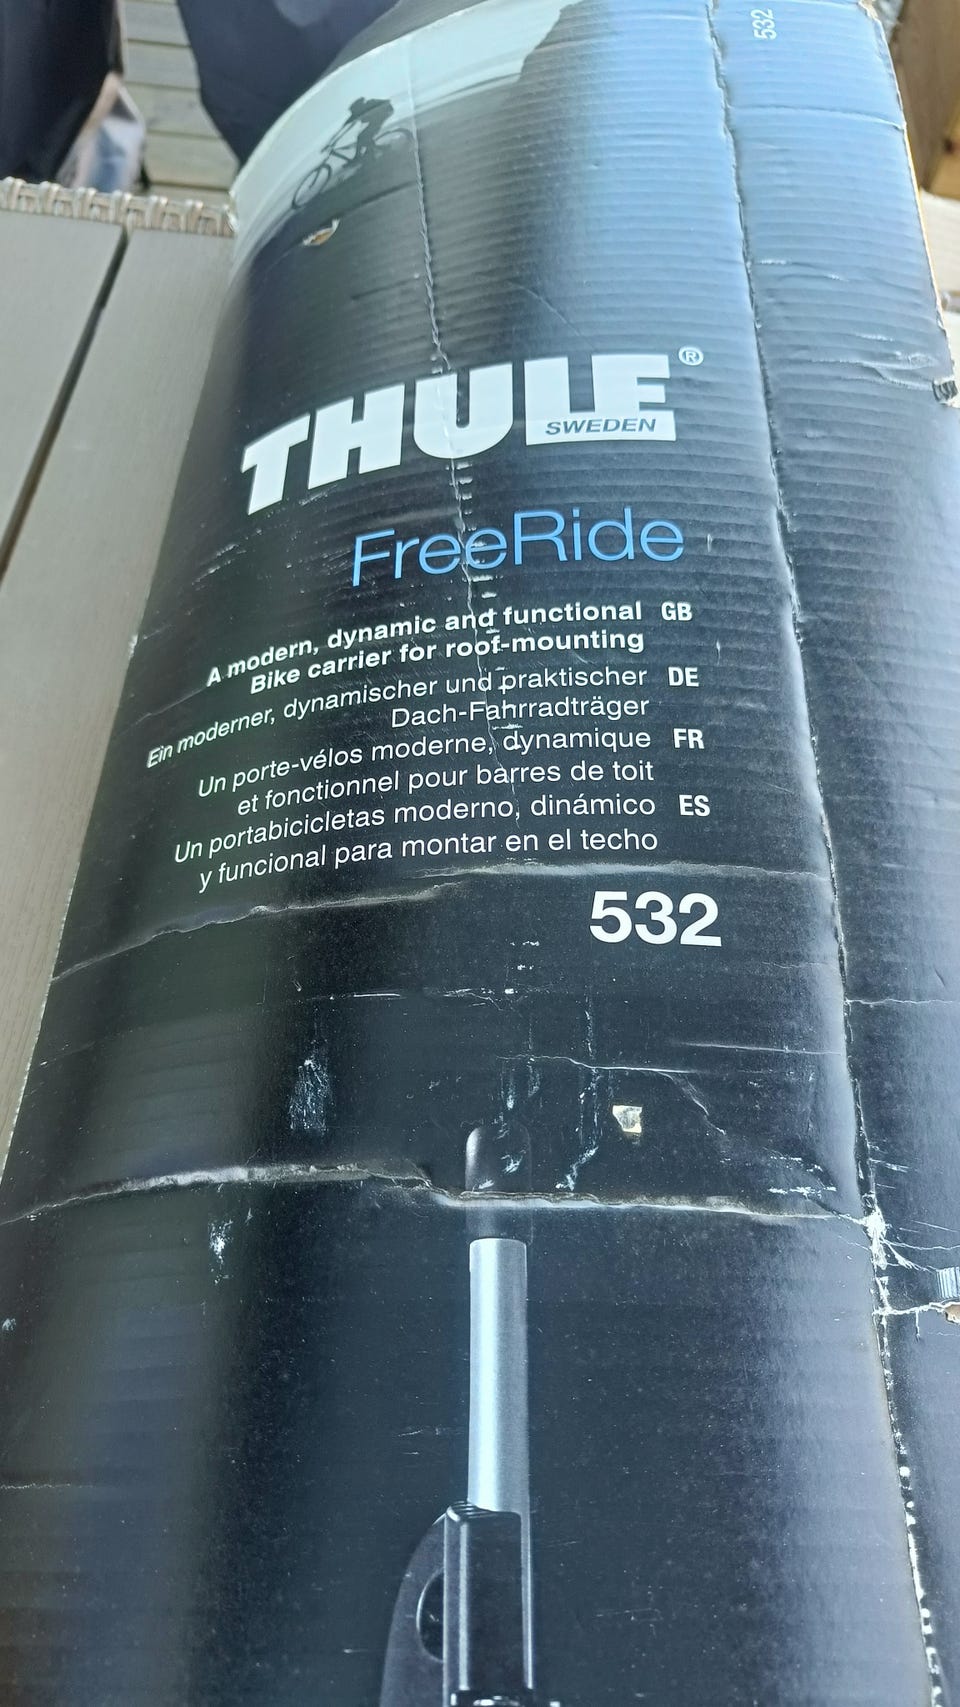 532
THULE®
SWEDEN
FreeRide
A modern, dynamic and functional GB
Bike carrier for roof-mounting
Ein moderner, dynamischer und praktischer DE
Dach-Fahrradträger
Un porte-vélos moderne, dynamique FR
et fonctionnel pour barres de toit
Un portabicicletas moderno, dinámico ES
y funcional para montar en el techo
532